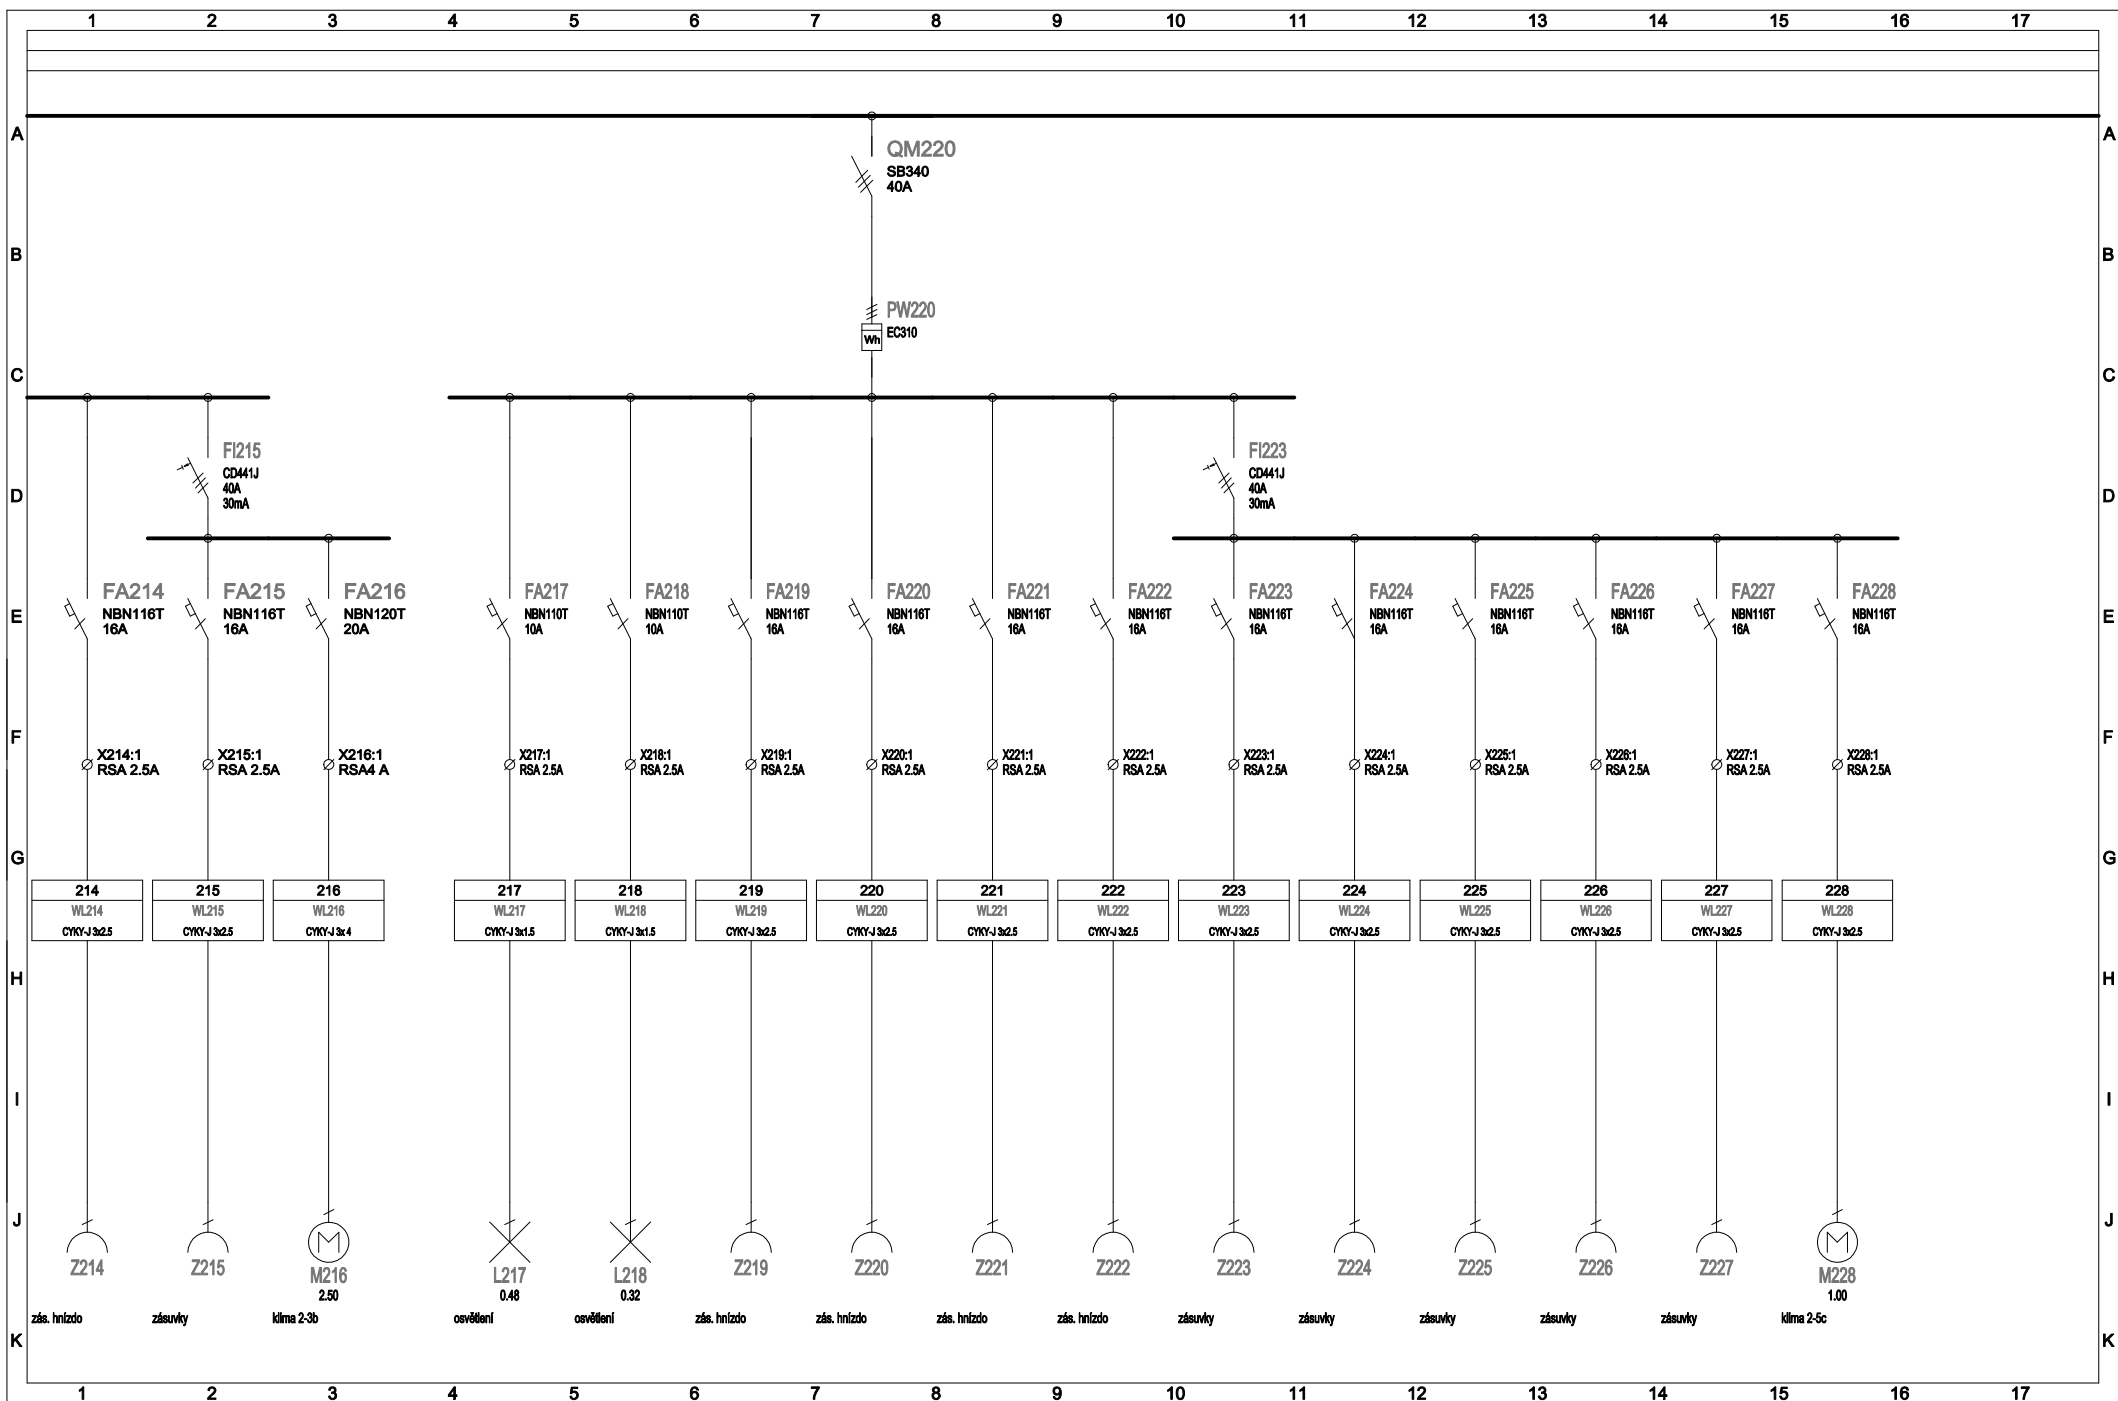 1 2 3 4 5 6 7 8 9 10 11 12 13 14 15 16 17
A A
QM220
SB340
40A
B B
PW220
EC310
Wh
C C
FI215 FI223
CD441J CD441J
40A 40A
D D
30mA 30mA
FA214 FA215 FA216 FA217 FA218 FA219 FA220 FA221 FA222 FA223 FA224 FA225 FA226 FA227 FA228
E NBN116T NBN116T NBN120T NBN110T NBN110T NBN116T NBN116T NBN116T NBN116T NBN116T NBN116T NBN116T NBN116T NBN116T NBN116T E
16A 16A 20A 10A 10A 16A 16A 16A 16A 16A 16A 16A 16A 16A 16A
F F
X214:1 X215:1 X216:1 X217:1 X218:1 X219:1 X220:1 X221:1 X222:1 X223:1 X224:1 X225:1 X226:1 X227:1 X228:1
RSA 2.5A RSA 2.5A RSA4 A RSA 2.5A RSA 2.5A RSA 2.5A RSA 2.5A RSA 2.5A RSA 2.5A RSA 2.5A RSA 2.5A RSA 2.5A RSA 2.5A RSA 2.5A RSA 2.5A
G G
214 215 216 217 218 219 220 221 222 223 224 225 226 227 228
WL214 WL215 WL216 WL217 WL218 WL219 WL220 WL221 WL222 WL223 WL224 WL225 WL226 WL227 WL228
CYKY-J 3x2.5 CYKY-J 3x2.5 CYKY-J 3x 4 CYKY-J 3x1.5 CYKY-J 3x1.5 CYKY-J 3x2.5 CYKY-J 3x2.5 CYKY-J 3x2.5 CYKY-J 3x2.5 CYKY-J 3x2.5 CYKY-J 3x2.5 CYKY-J 3x2.5 CYKY-J 3x2.5 CYKY-J 3x2.5 CYKY-J 3x2.5
H H
I I
J J
M M
Z214 Z215 M216 L217 L218 Z219 Z220 Z221 Z222 Z223 Z224 Z225 Z226 Z227 M228
2.50 0.48 0.32 1.00
zás. hnízdo zásuvky klima 2-3b osvětlení osvětlení zás. hnízdo zás. hnízdo zás. hnízdo zás. hnízdo zásuvky zásuvky zásuvky zásuvky zásuvky klima 2-5c
K K
1 2 3 4 5 6 7 8 9 10 11 12 13 14 15 16 17